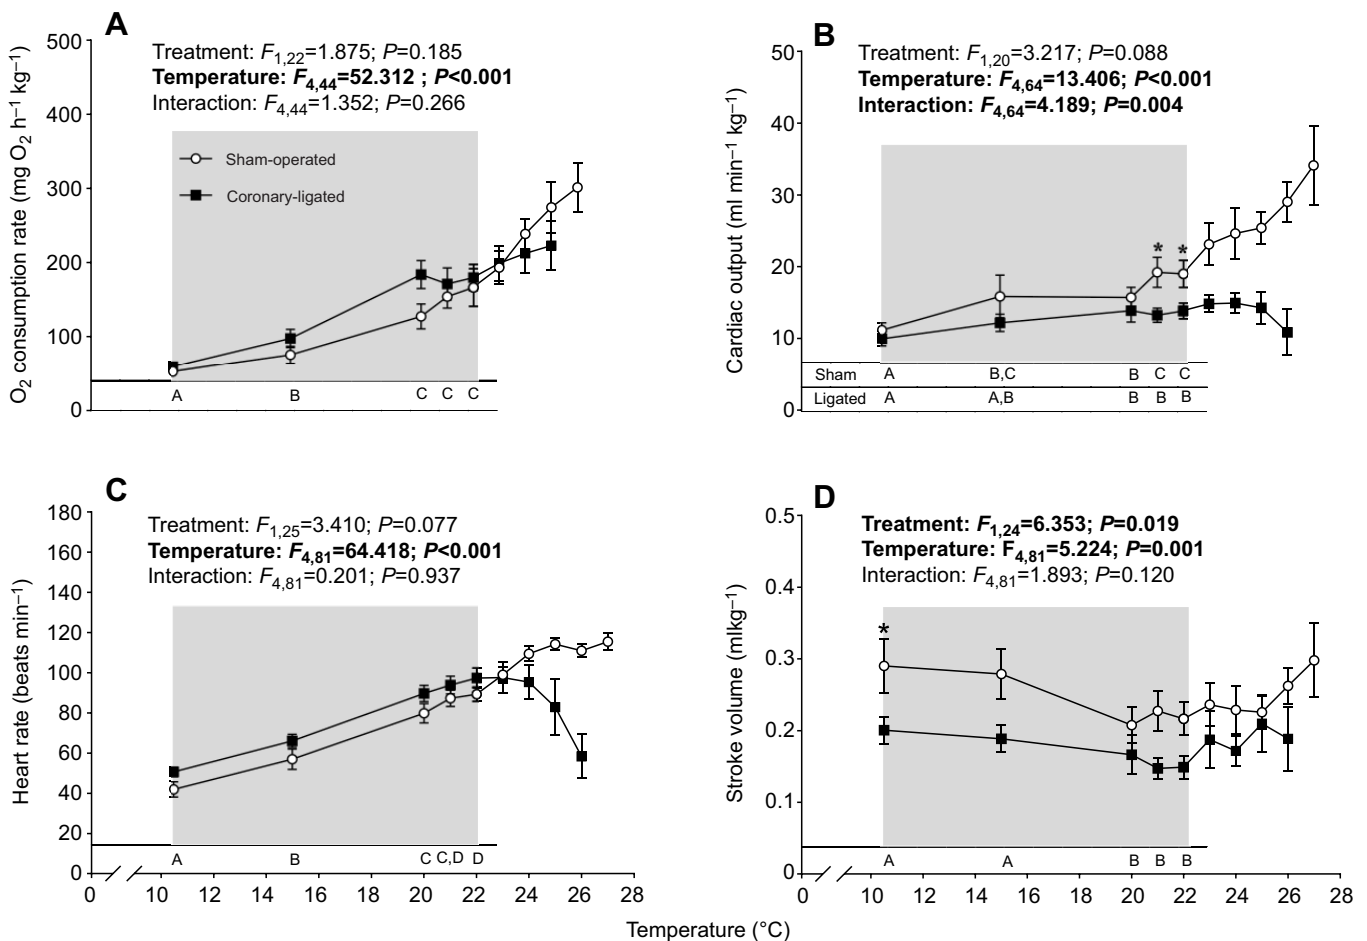 A
Treatment: F1,22=1.875; P=0.185
Temperature: F4,44=52.312 ; P<0.001
Interaction: F4,44=1.352; P=0.266
O2 consumption rate (mg O2 h–1 kg–1)
500
400
300
200
100
0
Sham-operated
Coronary-ligated
A B C C C
B
Treatment: F1,20=3.217; P=0.088
Temperature: F4,64=13.406; P<0.001
Interaction: F4,64=4.189; P=0.004
Cardiac output (ml min–1 kg–1)
50
40
30
20
10
0
* *
Sham A B,C B C C
Ligated A A,B B B B
C
Treatment: F1,25=3.410; P=0.077
Temperature: F4,81=64.418; P<0.001
Interaction: F4,81=0.201; P=0.937
Heart rate (beats min–1)
180
160
140
120
100
80
60
40
20
0
A B C C,D D
0 10 12 14 16 18 20 22 24 26 28
D
Treatment: F1,24=6.353; P=0.019
Temperature: F4,81=5.224; P=0.001
Interaction: F4,81=1.893; P=0.120
Stroke volume (mlkg–1)
0.5
0.4
0.3
0.2
0.1
0
*
A A B B B
0 10 12 14 16 18 20 22 24 26 28
Temperature (°C)